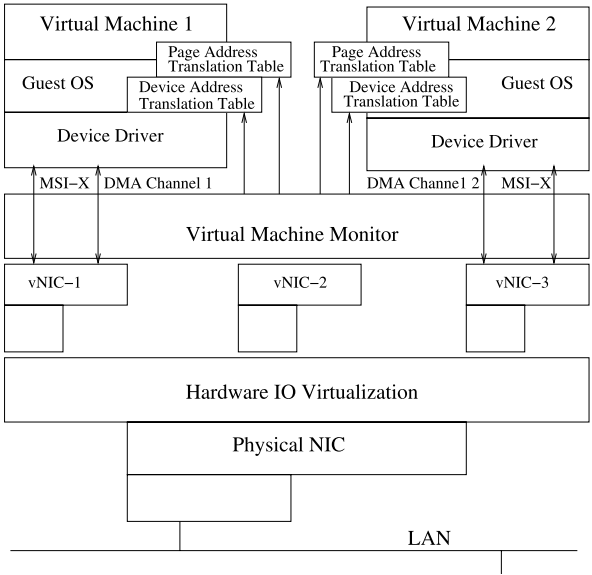 Virtual Machine 1
Virtual Machine 2
Page Address
Translation Table
Page Address
Translation Table
Guest OS
Device Address
Translation Table
Device Address
Translation Table
Guest OS
Device Driver
Device Driver
MSI−X
DMA Channel 1
DMA Channe1 2
MSI−X
Virtual Machine Monitor
vNIC−1
vNIC−2
vNIC−3
Hardware IO Virtualization
Physical NIC
LAN